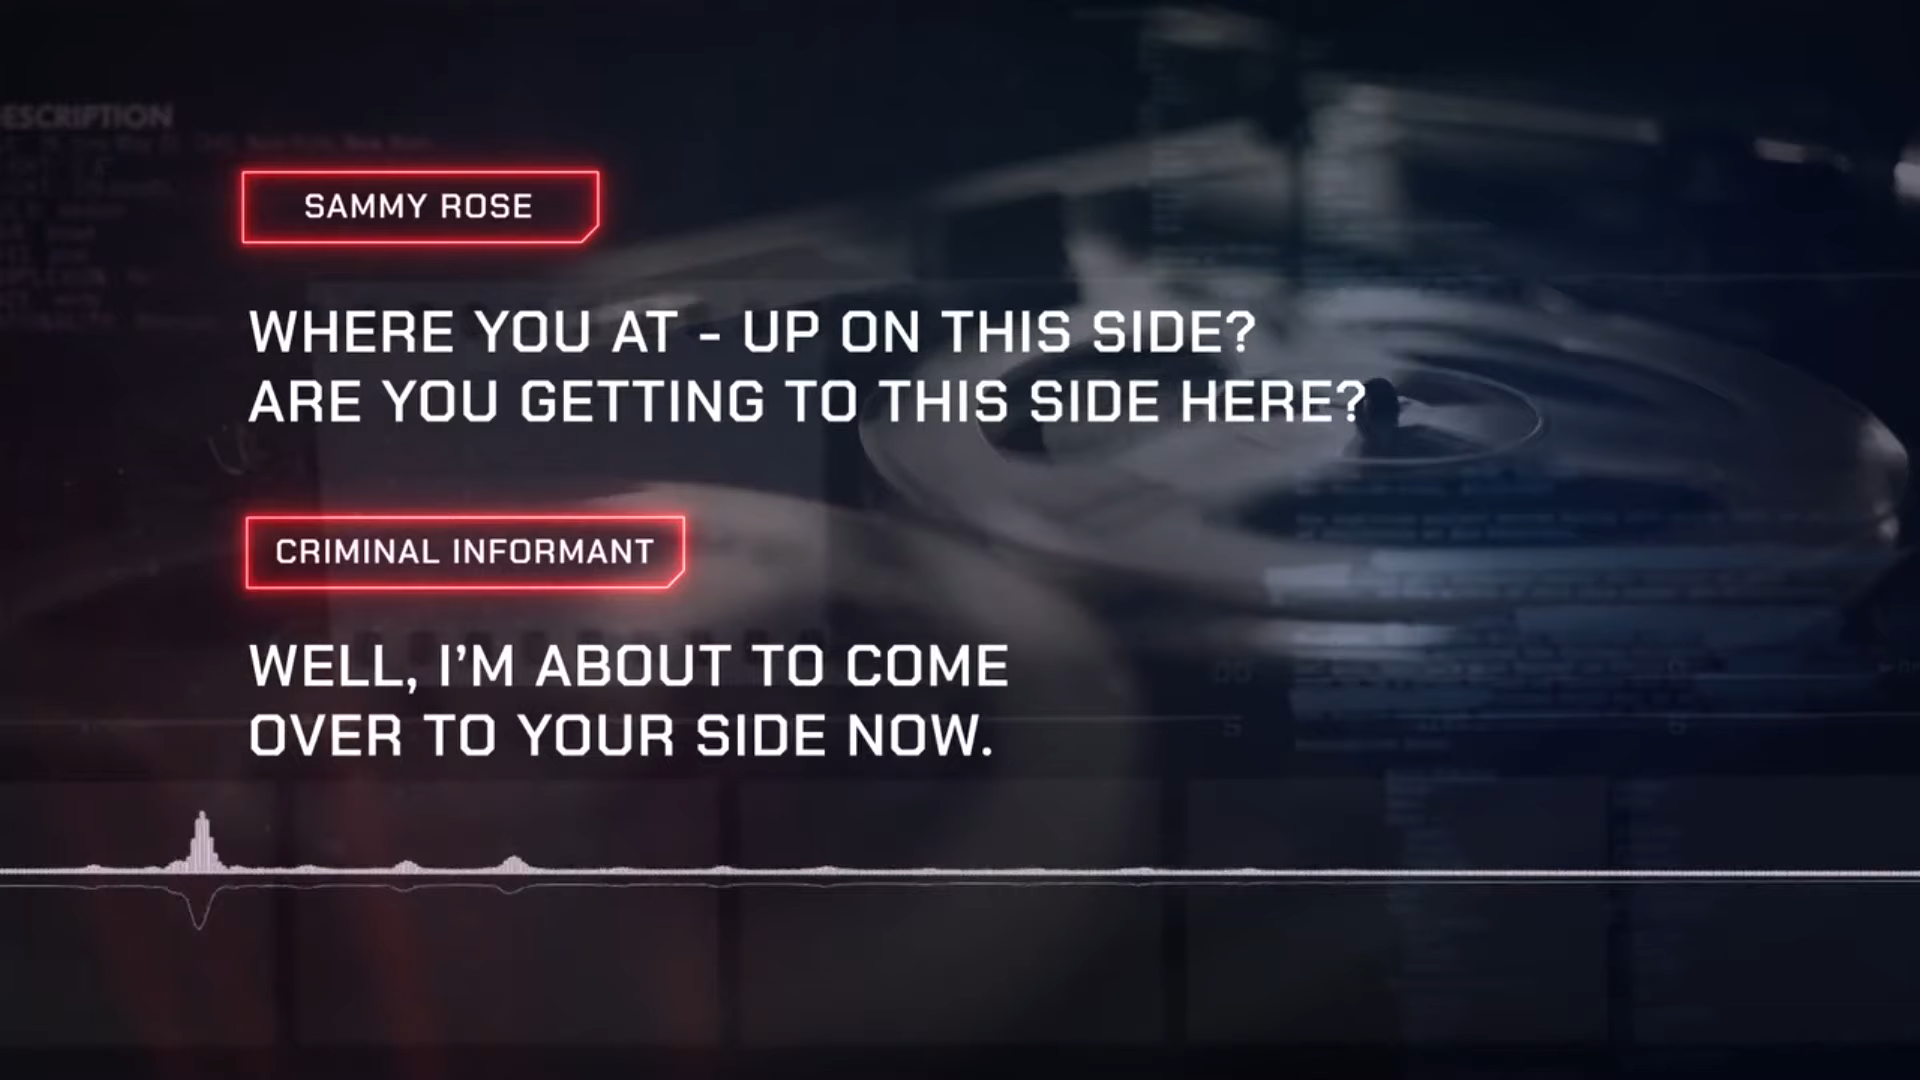 ESCRIPTION
SAMMY ROSE
WHERE YOU AT - UP ON THIS SIDE?
ARE YOU GETTING TO THIS SIDE HERE?
CRIMINAL INFORMANT
WELL, I'M ABOUT TO COME
OVER TO YOUR SIDE NOW.